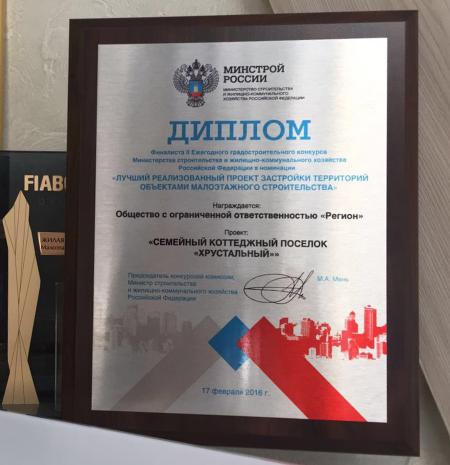 МИНСТРОЙ
РОССИИ
МИНИСТЕРСТВО СТРОИТЕЛЬСТВА
И ЖИЛИЩНО-КОММУНАЛЬНОГО
ХОЗЯЙСТВА РОССИЙСКОЙ ФЕДЕРАЦИИ
ДИПЛОМ
Финалиста II Ежегодного градостроительного конкурса
Министерства строительства и жилищно-коммунального хозяйства
Российской Федерации в номинации
«ЛУЧШИЙ РЕАЛИЗОВАННЫЙ ПРОЕКТ ЗАСТРОЙКИ ТЕРРИТОРИЙ
ОБЪЕКТАМИ МАЛОЭТАЖНОГО СТРОИТЕЛЬСТВА»
Награждается:
Общество с ограниченной ответственностью «Регион»
Проект:
«СЕМЕЙНЫЙ КОТТЕДЖНЫЙ ПОСЕЛОК
«ХРУСТАЛЬНЫЙ»»
Председатель конкурсной комиссии,
Министр строительства
и жилищно-коммунального хозяйства
Российской Федерации
М.А. Мень
17 февраля 2016 г.
FIABC
ЖИЛАЯ